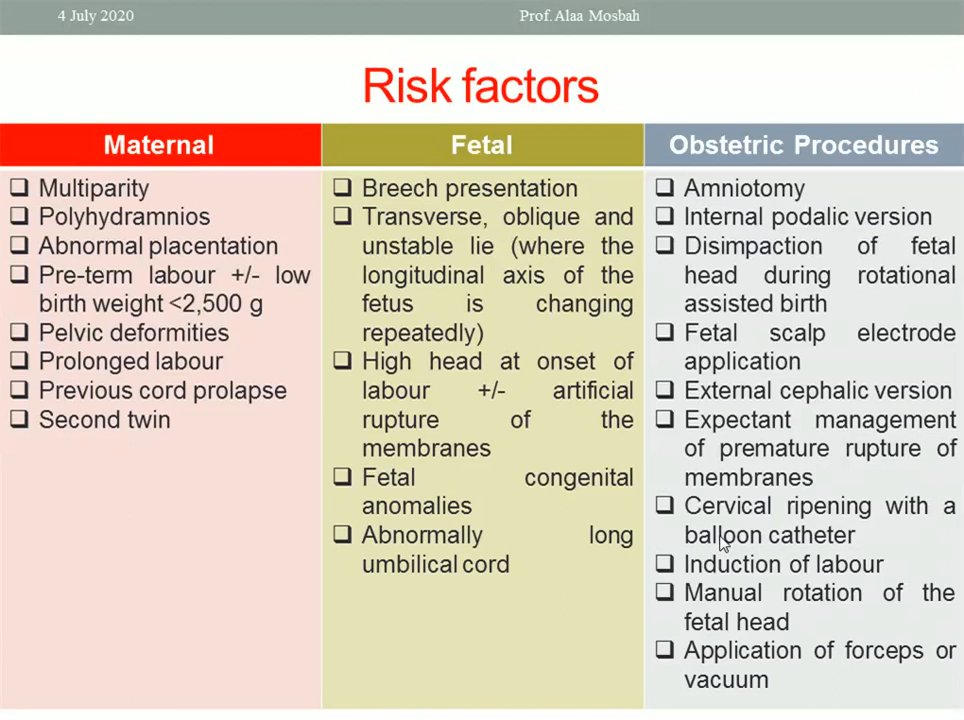 4 July 2020
Prof.Alaa Mosbah
Risk factors
Maternal
❑ Multiparity
❑ Polyhydramnios
❑ Abnormal placentation
❑ Pre-term labour +/- low
birth weight <2,500 g
❑ Pelvic deformities
❑ Prolonged labour
❑ Previous cord prolapse
❑ Second twin
Fetal
❑ Breech presentation
❑ Transverse, oblique and
unstable lie (where the
longitudinal axis of the
fetus is changing
repeatedly)
❑ High head at onset of
labour +/- artificial
rupture of the
membranes
❑ Fetal congenital
anomalies
❑ Abnormally long
umbilical cord
Obstetric Procedures
❑ Amniotomy
❑ Internal podalic version
❑ Disimpaction of fetal
head during rotational
assisted birth
❑ Fetal scalp electrode
application
❑ External cephalic version
❑ Expectant management
of premature rupture of
membranes
❑ Cervical ripening with a
balloon catheter
❑ Induction of labour
❑ Manual rotation of the
fetal head
❑ Application of forceps or
vacuum